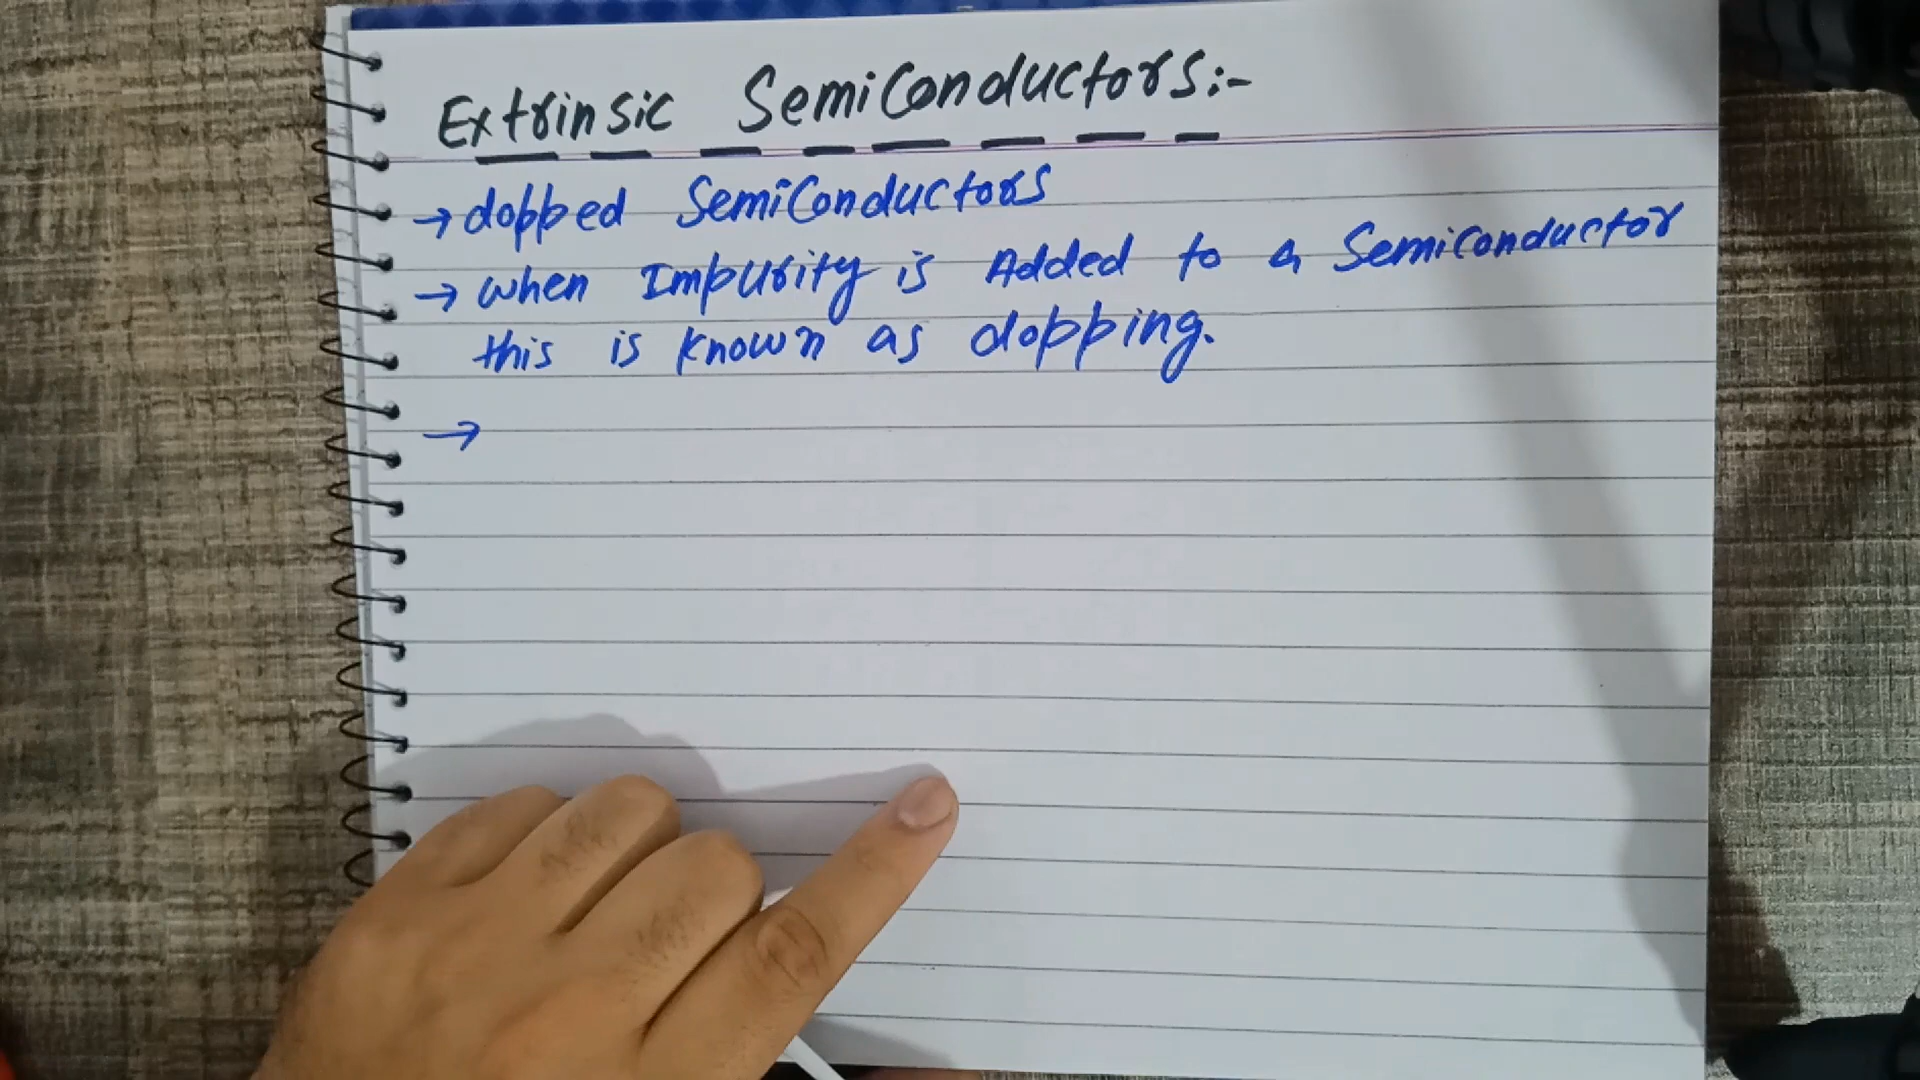 Extrinsic Semiconductors:-
→ dopped Semiconductors
→ when Impurity is Added to a Semiconductor
this is known as dopping.
→